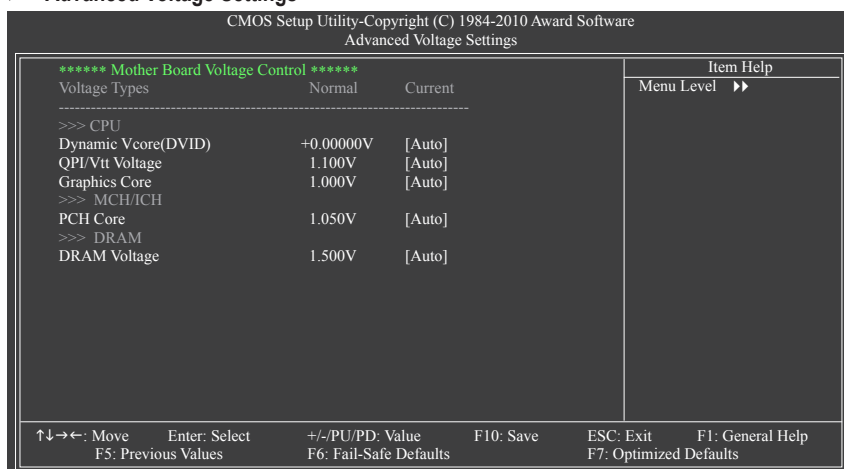 CMOS Setup Utility-Copyright (C) 1984-2010 Award Software
Advanced Voltage Settings
****** Mother Board Voltage Control ******
Voltage Types Normal Current
-----------------------------------------------------------------------------
>>> CPU
Dynamic Vcore(DVID) +0.00000V [Auto]
QPI/Vtt Voltage 1.100V [Auto]
Graphics Core 1.000V [Auto]
>>> MCH/ICH
PCH Core 1.050V [Auto]
>>> DRAM
DRAM Voltage 1.500V [Auto]
Item Help
Menu Level ▶▶
↑↓→←: Move Enter: Select +/-/PU/PD: Value F10: Save ESC: Exit F1: General Help
F5: Previous Values F6: Fail-Safe Defaults F7: Optimized Defaults